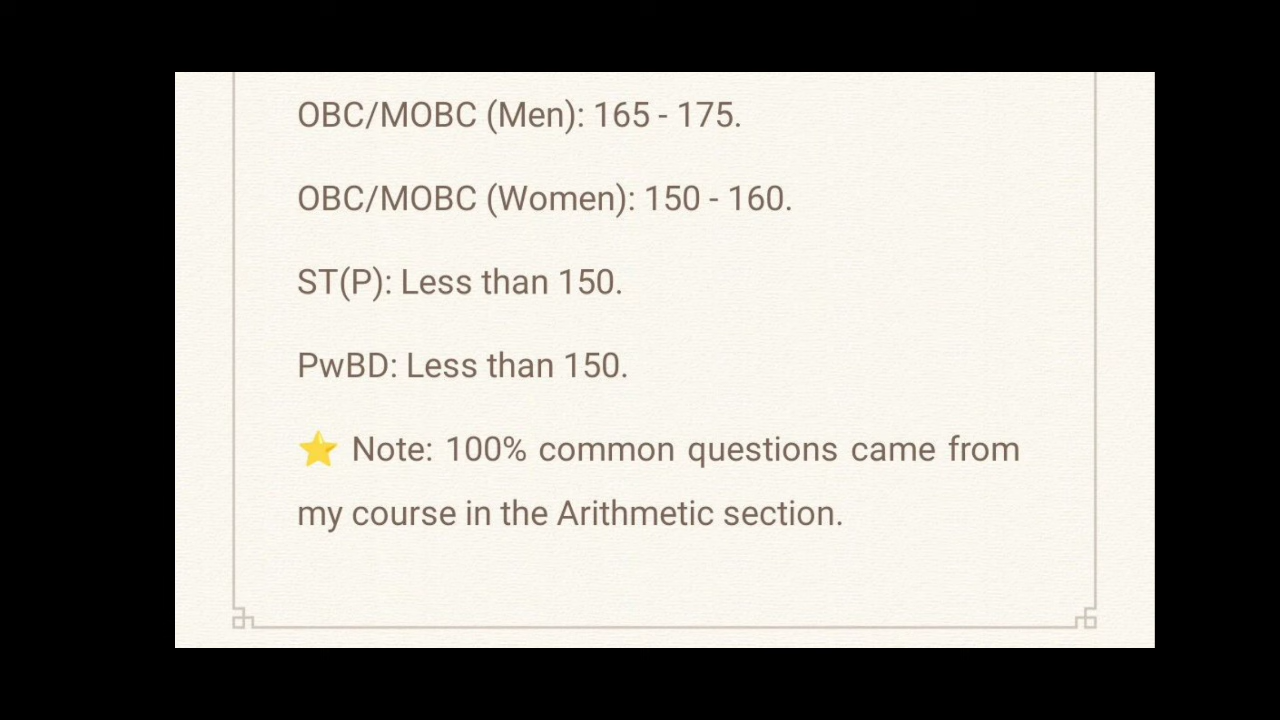 OBC/MOBC (Men): 165 - 175.
OBC/MOBC (Women): 150 - 160.
ST(P): Less than 150.
PwBD: Less than 150.
⭐ Note: 100% common questions came from
my course in the Arithmetic section.